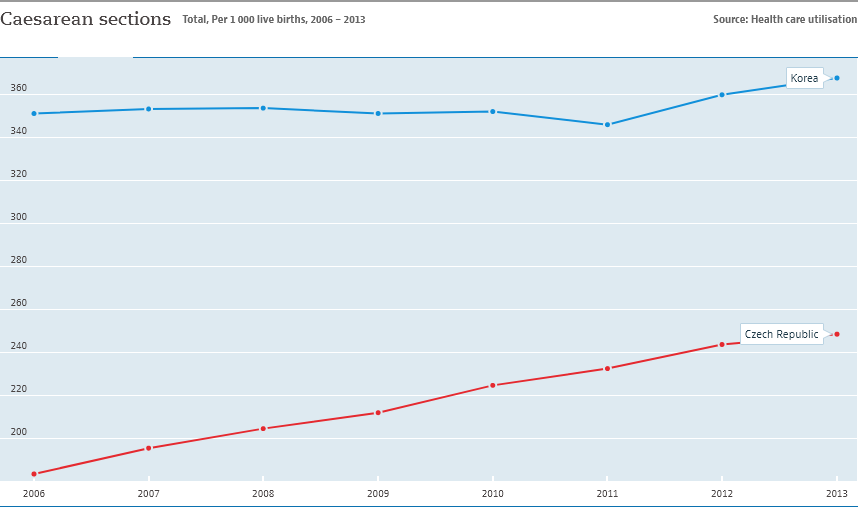 Caesarean sections Total, Per 1 000 live births, 2006 – 2013 Source: Health care utilisation
Korea
360
340
320
300
280
260
Czech Republic
240
220
200
2006 2007 2008 2009 2010 2011 2012 2013